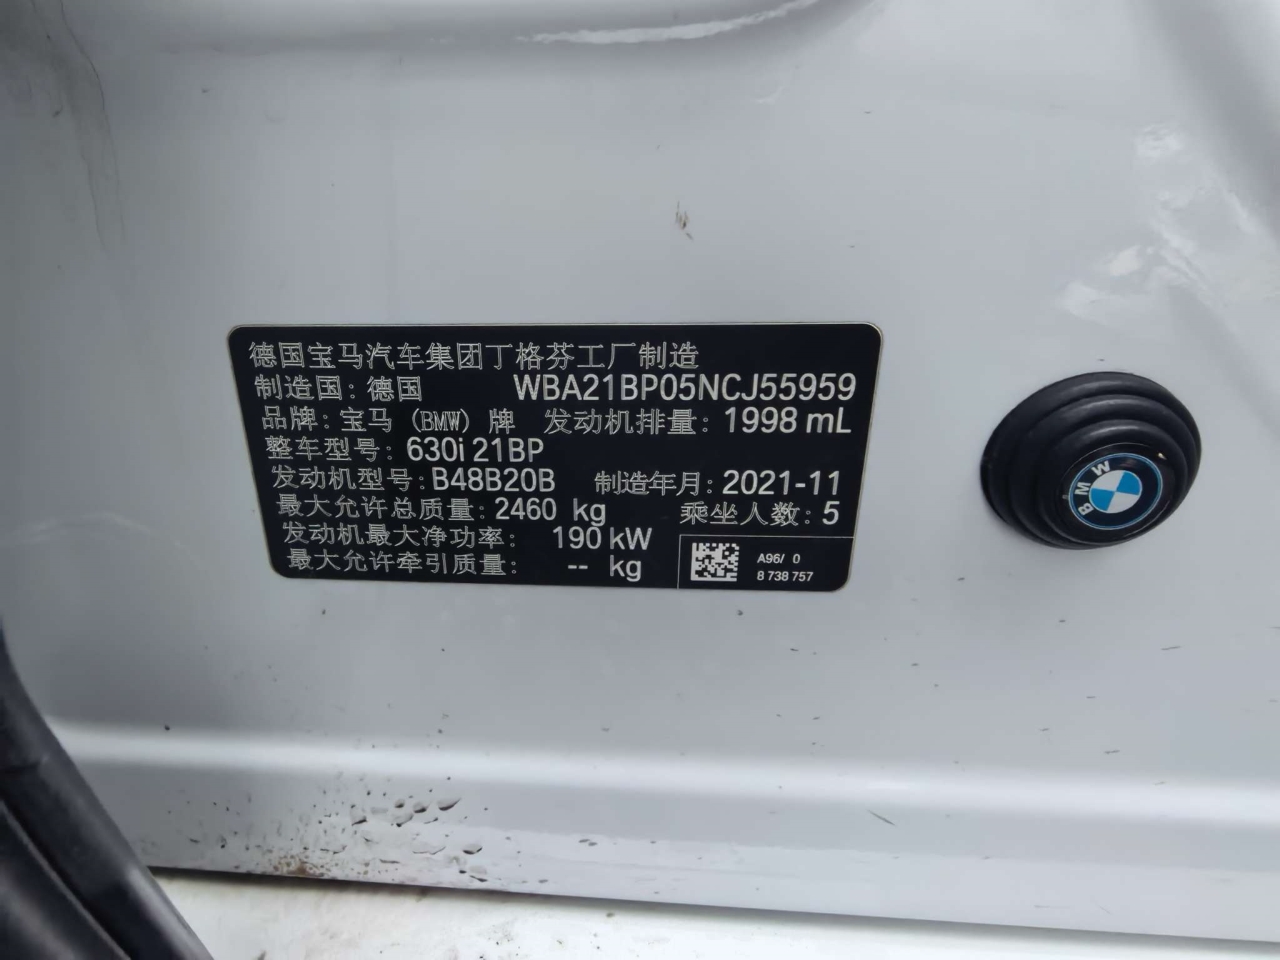 德国宝马汽车集团丁格芬工厂制造
制造国: 德国 WBA21BP05NCJ55959
品牌: 宝马 (BMW) 牌 发动机排量: 1998 mL
整车型号: 630i 21BP
发动机型号: B48B20B 制造年月: 2021-11
最大允许总质量: 2460 kg 乘坐人数: 5
发动机最大净功率: 190 kW
最大允许牵引质量: -- kg
A96/ 0
8 738 757
BMW